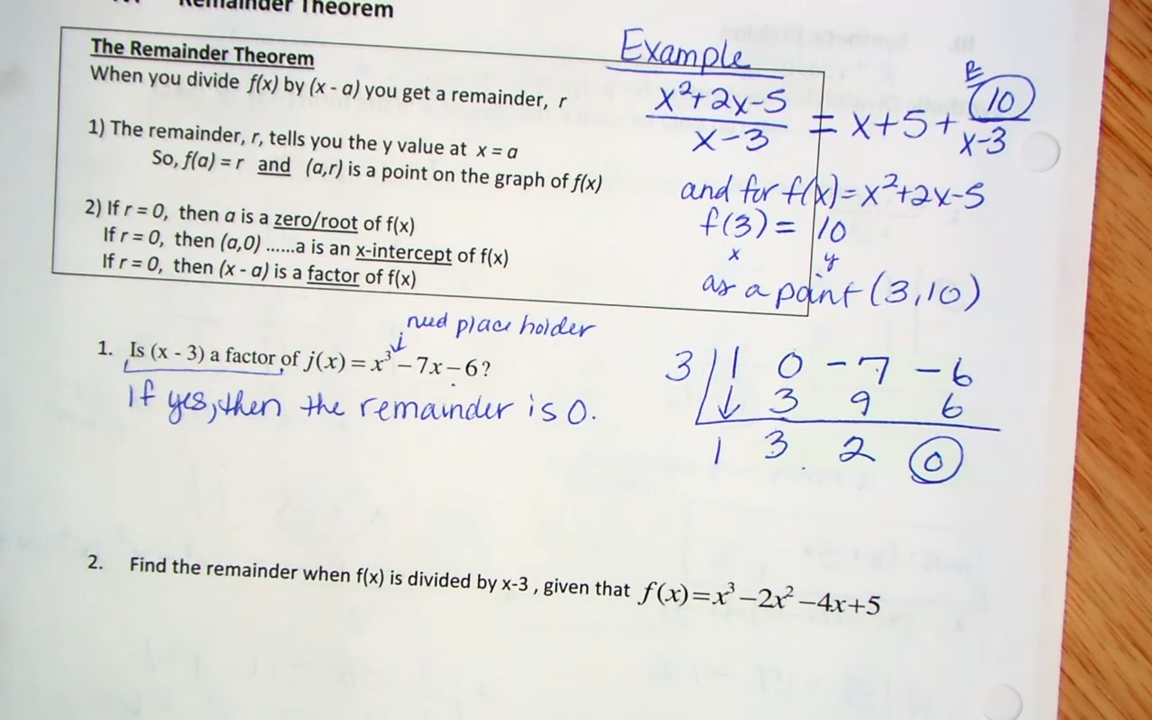 Remainder Theorem
The Remainder Theorem
When you divide f(x) by (x - a) you get a remainder, r
1) The remainder, r, tells you the y value at x = a
So, f(a) = r and (a,r) is a point on the graph of f(x)
2) If r = 0, then a is a zero/root of f(x)
If r = 0, then (a,0) ......a is an x-intercept of f(x)
If r = 0, then (x - a) is a factor of f(x)
Example
R
x²+2x-5 / x-3 = x+5+ 10 / x-3
and for f(x)=x²+2x-5
f(3) = 10
x y
as a point (3,10)
need place holder
1. Is (x - 3) a factor of j(x) = x³ – 7x – 6?
If yes, then the remainder is 0.
3 1 0 -7 -6
↓ 3 9 6
1 3 2 0
2. Find the remainder when f(x) is divided by x-3 , given that f(x)=x³–2x²–4x+5